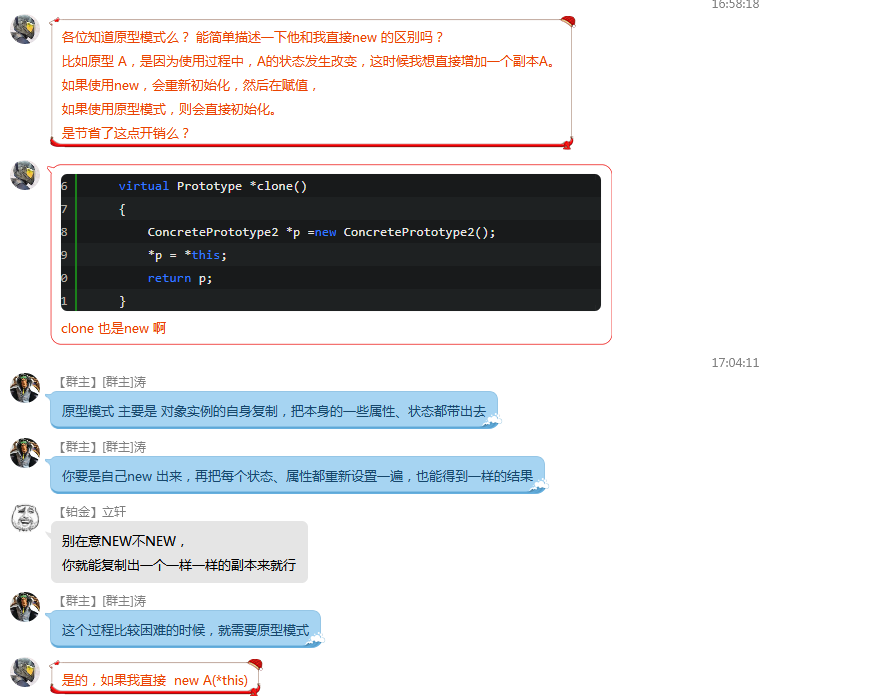 16:58:18
各位知道原型模式么？ 能简单描述一下他和我直接new 的区别吗？
比如原型 A，是因为使用过程中，A的状态发生改变，这时候我想直接增加一个副本A。
如果使用new，会重新初始化，然后在赋值，
如果使用原型模式，则会直接初始化。
是节省了这点开销么？
6 virtual Prototype *clone()
7 {
8 ConcretePrototype2 *p =new ConcretePrototype2();
9 *p = *this;
0 return p;
1 }
clone 也是new 啊
17:04:11
【群主】[群主]涛
原型模式 主要是 对象实例的自身复制，把本身的一些属性、状态都带出去
【群主】[群主]涛
你要是自己new 出来，再把每个状态、属性都重新设置一遍，也能得到一样的结果
【铂金】立轩
别在意NEW不NEW，
你就能复制出一个一样一样的副本来就行
【群主】[群主]涛
这个过程比较困难的时候，就需要原型模式
是的，如果我直接 new A(*this)